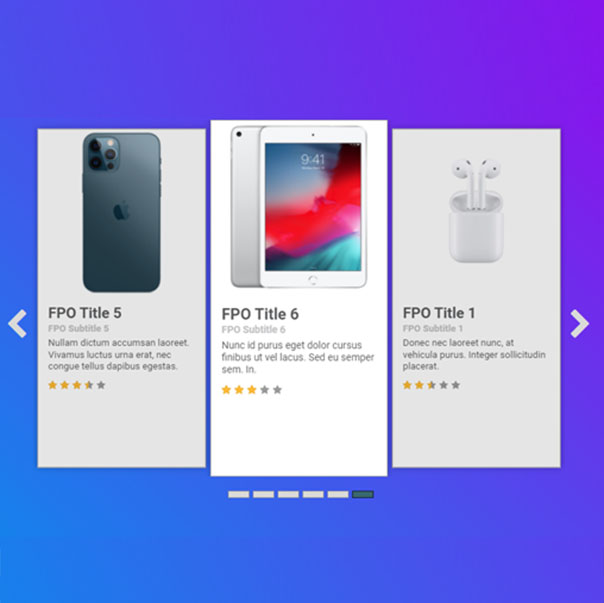 9:41
FPO Title 5
FPO Subtitle 5
Nullam dictum accumsan laoreet.
Vivamus luctus urna erat, nec
congue tellus dapibus egestas.
FPO Title 6
FPO Subtitle 6
Nunc id purus eget dolor cursus
finibus ut vel lacus. Sed eu semper
sem. In.
FPO Title 1
FPO Subtitle 1
Donec nec laoreet nunc, at
vehicula purus. Integer sollicitudin
placerat.